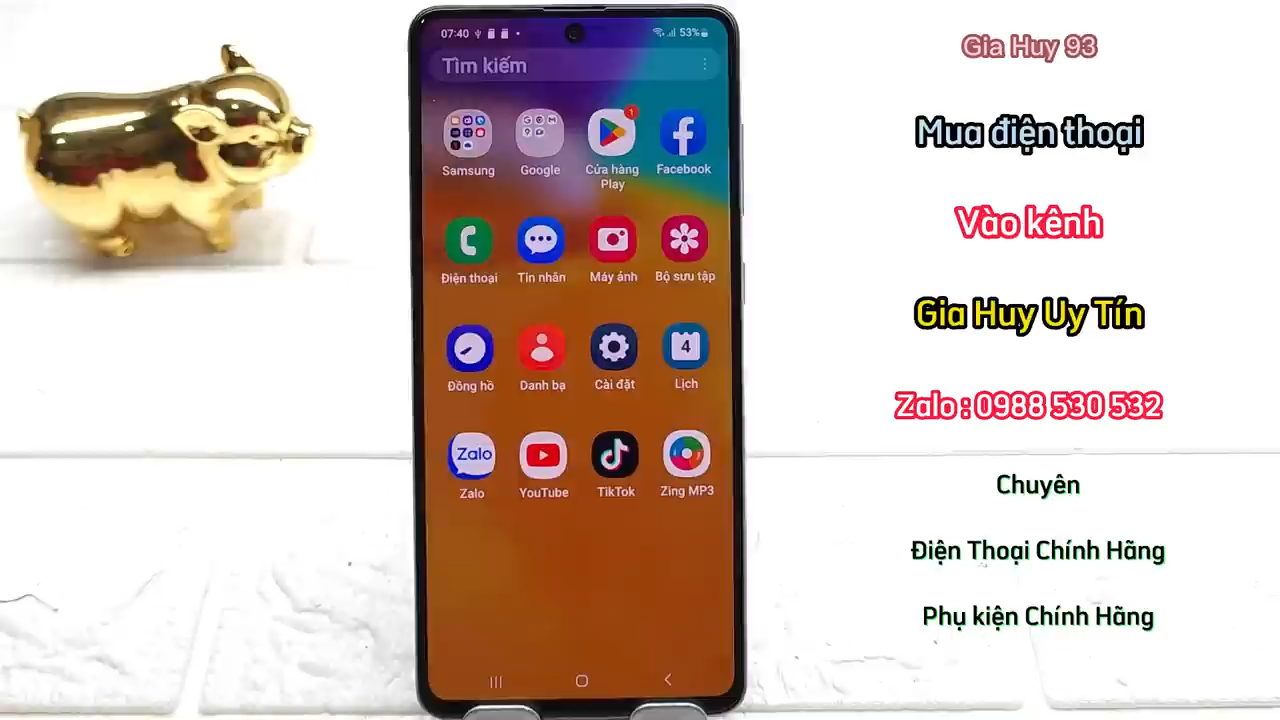 07:40
53%
Tìm kiếm
1
Samsung
Google
Cửa hàng
Play
Facebook
Điện thoại
Tin nhắn
Máy ảnh
Bộ sưu tập
Đồng hồ
Danh bạ
Cài đặt
4
Lịch
Zalo
Zalo
YouTube
TikTok
Zing MP3
Gia Huy 93
Mua điện thoại
Vào kênh
Gia Huy Uy Tín
Zalo : 0988 530 532
Chuyên
Điện Thoại Chính Hãng
Phụ kiện Chính Hãng